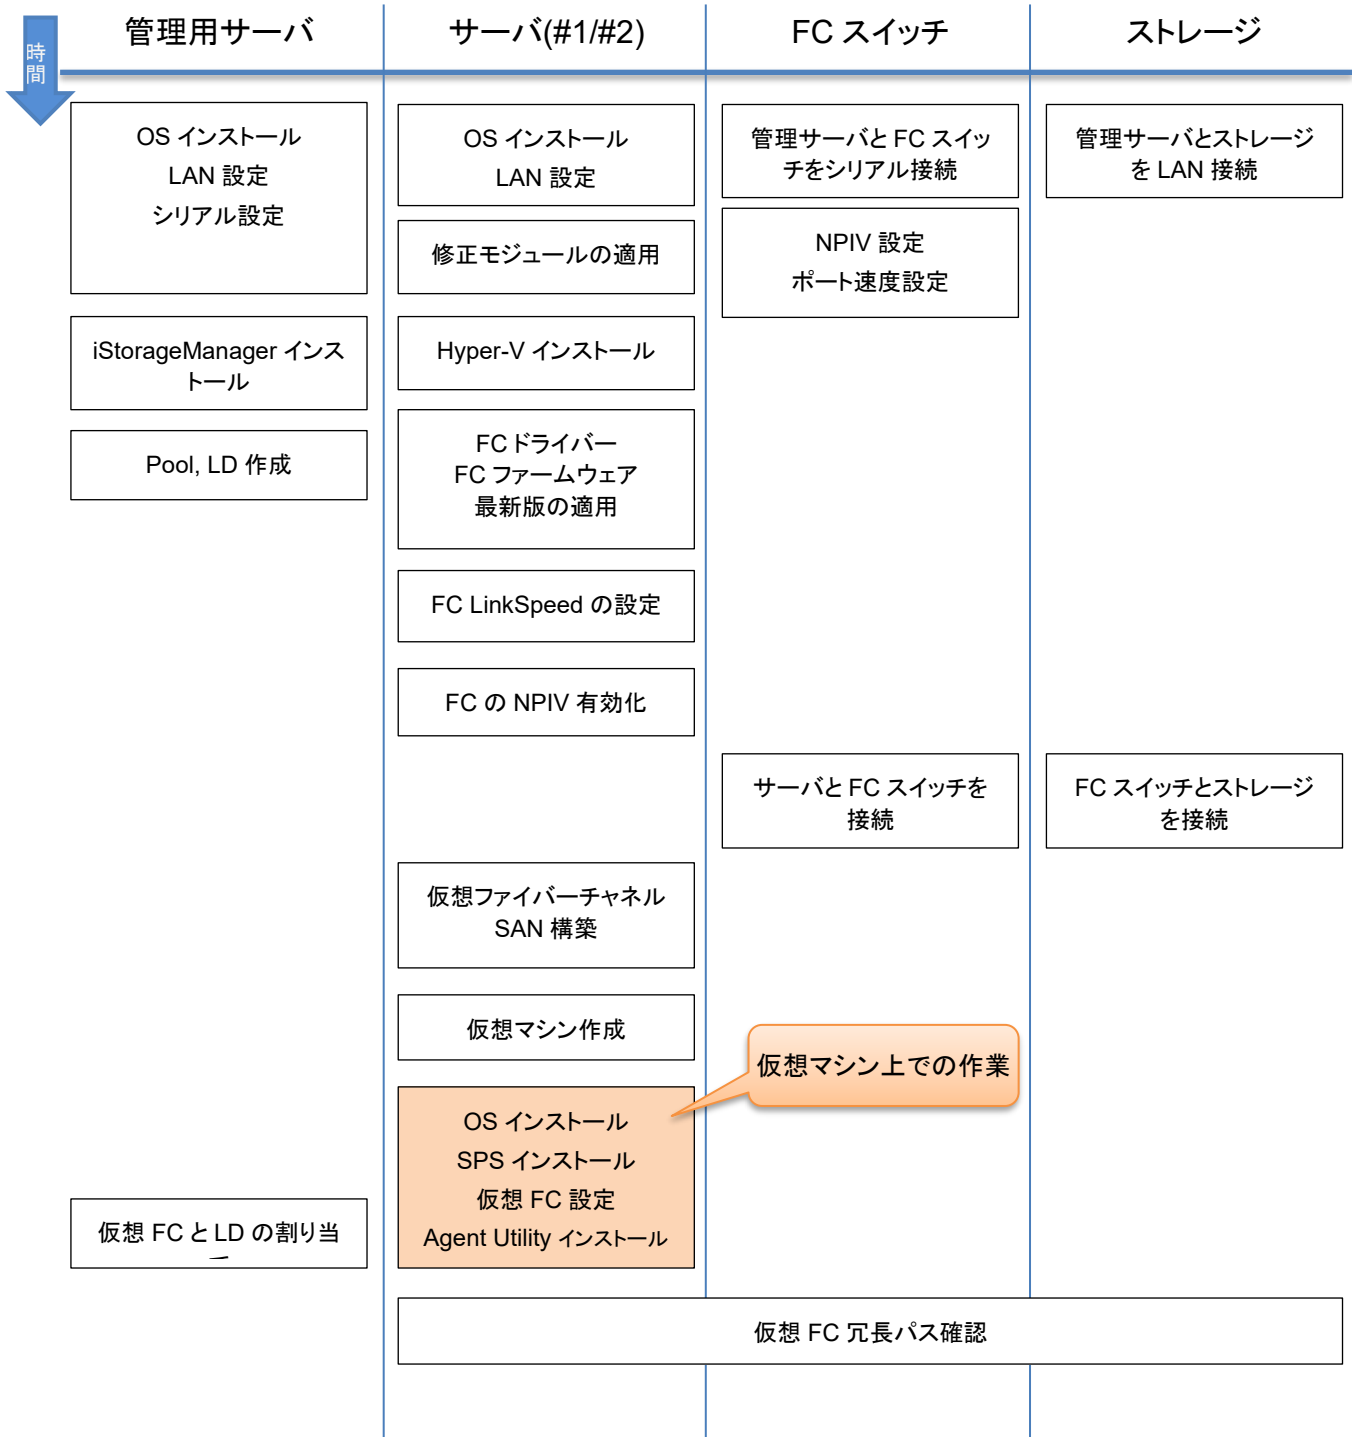 時
間
管理用サーバ
サーバ(#1/#2)
FC スイッチ
ストレージ
OS インストール
LAN 設定
シリアル設定
OS インストール
LAN 設定
管理サーバと FC スイッ
チをシリアル接続
管理サーバとストレージ
を LAN 接続
修正モジュールの適用
NPIV 設定
ポート速度設定
iStorageManager インス
トール
Hyper-V インストール
Pool, LD 作成
FC ドライバー
FC ファームウェア
最新版の適用
FC LinkSpeed の設定
FC の NPIV 有効化
サーバと FC スイッチを
接続
FC スイッチとストレージ
を接続
仮想ファイバーチャネル
SAN 構築
仮想マシン作成
仮想マシン上での作業
OS インストール
SPS インストール
仮想 FC 設定
Agent Utility インストール
仮想 FC と LD の割り当
仮想 FC 冗長パス確認